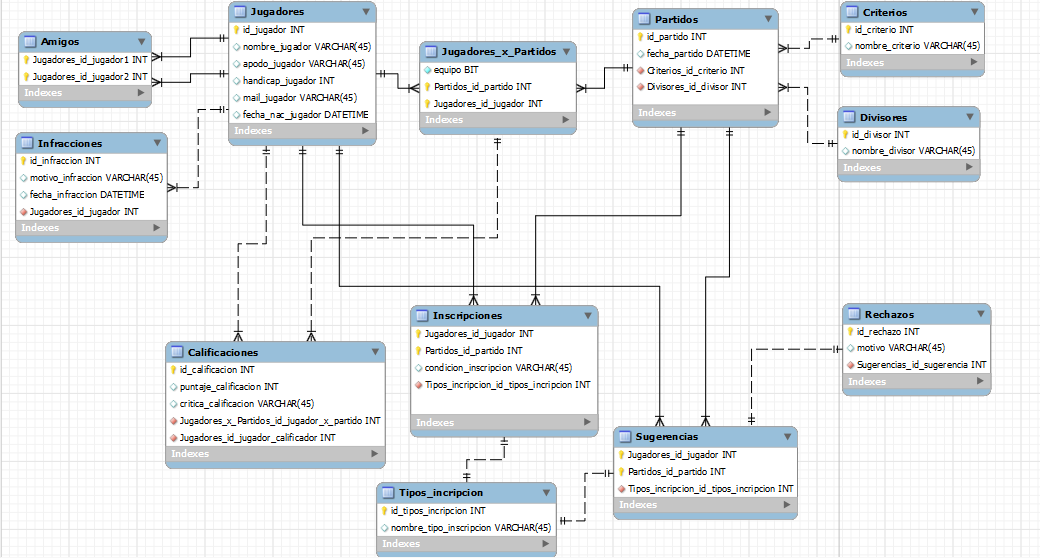 Jugadores
id_jugador INT
nombre_jugador VARCHAR(45)
apodo_jugador VARCHAR(45)
handicap_jugador INT
mail_jugador VARCHAR(45)
fecha_nac_jugador DATETIME
Indexes
Amigos
Jugadores_id_jugador1 INT
Jugadores_id_jugador2 INT
Indexes
Jugadores_x_Partidos
equipo BIT
Partidos_id_partido INT
Jugadores_id_jugador INT
Indexes
Partidos
id_partido INT
fecha_partido DATETIME
Criterios_id_criterio INT
Divisores_id_divisor INT
Indexes
Criterios
id_criterio INT
nombre_criterio VARCHAR(45)
Indexes
Divisores
id_divisor INT
nombre_divisor VARCHAR(45)
Indexes
Infracciones
id_infraccion INT
motivo_infraccion VARCHAR(45)
fecha_infraccion DATETIME
Jugadores_id_jugador INT
Indexes
Calificaciones
id_calificacion INT
puntaje_calificacion INT
critica_calificacion VARCHAR(45)
Jugadores_x_Partidos_id_jugador_x_partido INT
Jugadores_id_jugador_calificador INT
Indexes
Inscripciones
Jugadores_id_jugador INT
Partidos_id_partido INT
condicion_inscripcion VARCHAR(45)
Tipos_incripcion_id_tipos_incripcion INT
Indexes
Rechazos
id_rechazo INT
motivo VARCHAR(45)
Sugerencias_id_sugerencia INT
Indexes
Sugerencias
Jugadores_id_jugador INT
Partidos_id_partido INT
Tipos_incripcion_id_tipos_inscripcion INT
Indexes
Tipos_incripcion
id_tipos_incripcion INT
nombre_tipo_inscripcion VARCHAR(45)
Indexes